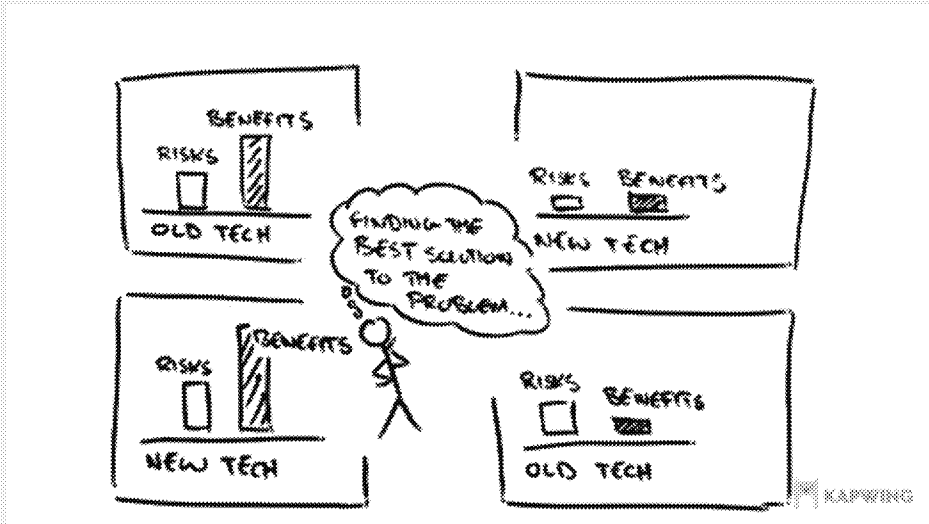 BENEFITS
RISKS
OLD TECH
RISKS BENEFITS
NEW TECH
FINDING THE
BEST SOLUTION
TO THE
PROBLEM...
BENEFITS
RISKS
NEW TECH
RISKS
BENEFITS
OLD TECH
KAPWING